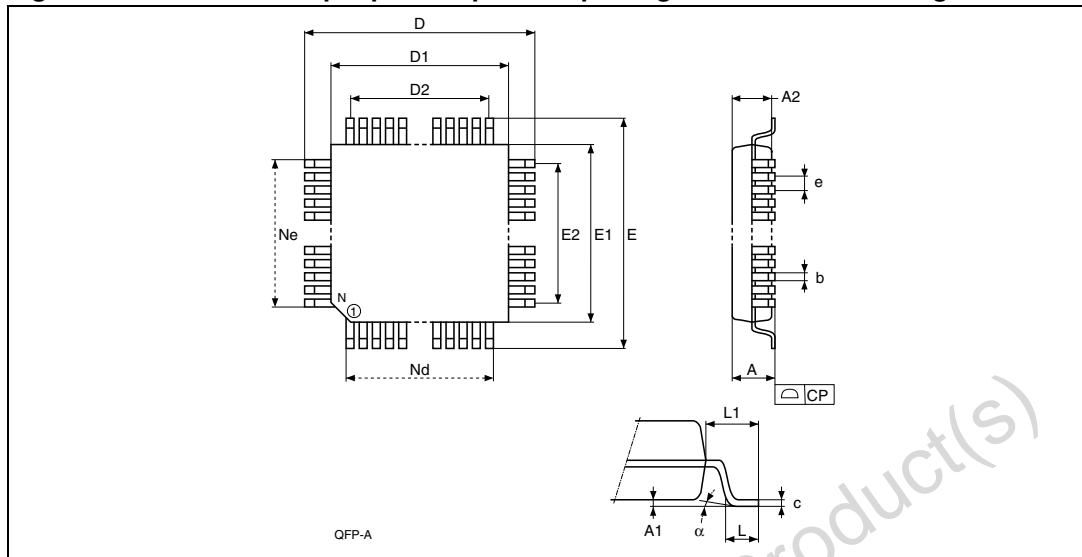 D
D1
D2
A2
e
Ne
E2
E1
E
b
N
1
Nd
A
CP
L1
c
A1
α
L
QFP-A
Product(s)